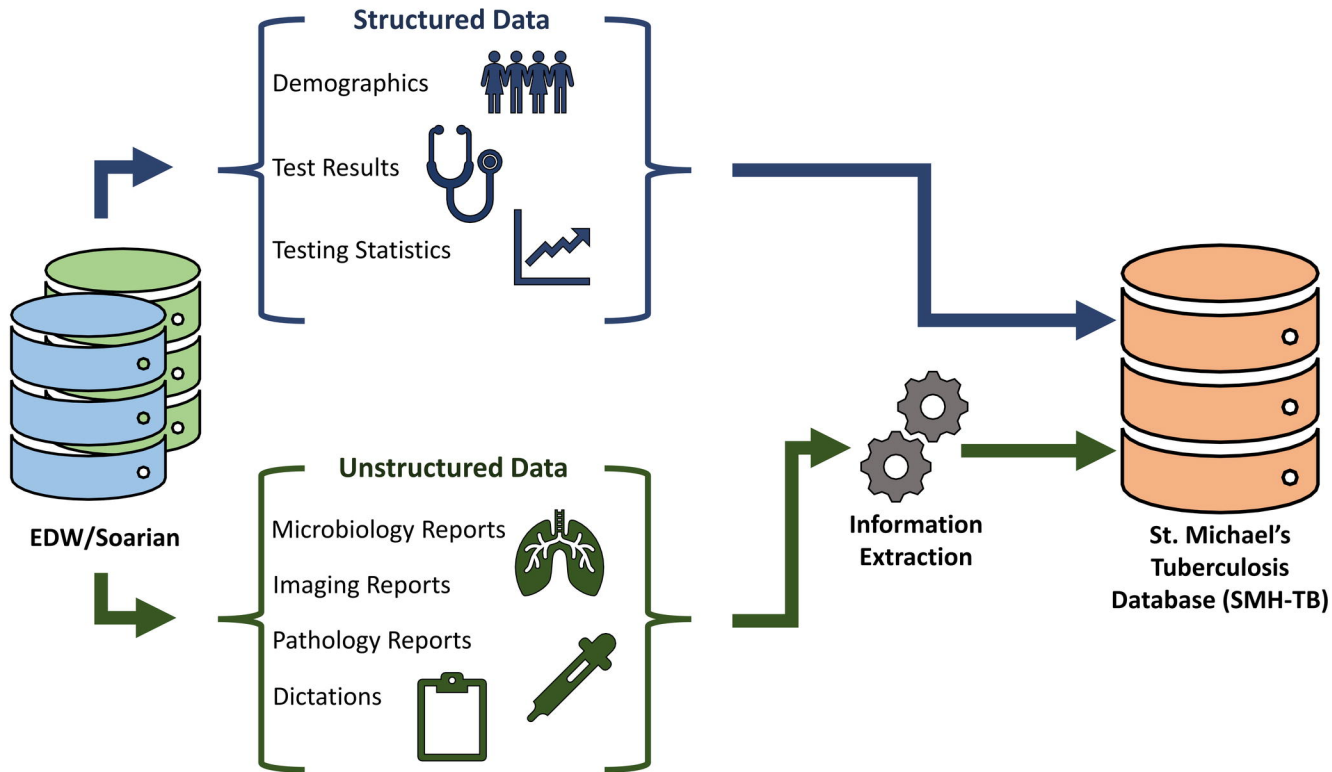 Structured Data
Demographics
Test Results
Testing Statistics
EDW/Soarian
Unstructured Data
Microbiology Reports
Imaging Reports
Pathology Reports
Dictations
Information
Extraction
St. Michael’s
Tuberculosis
Database (SMH-TB)